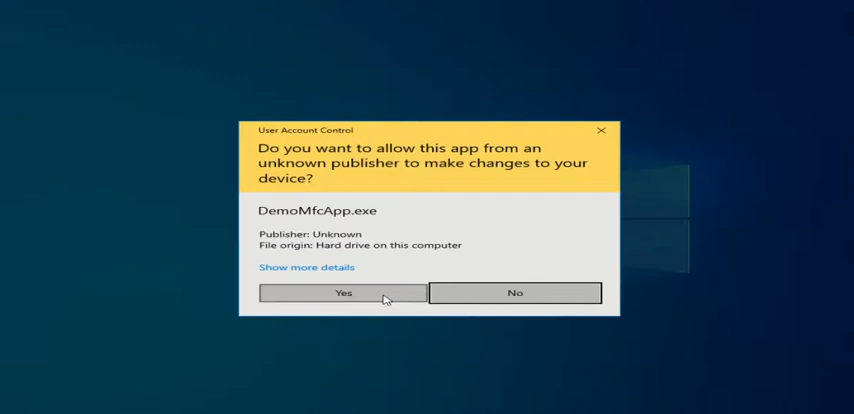 User Account Control
Do you want to allow this app from an
unknown publisher to make changes to your
device?
DemoMfcApp.exe
Publisher: Unknown
File origin: Hard drive on this computer
Show more details
Yes
No